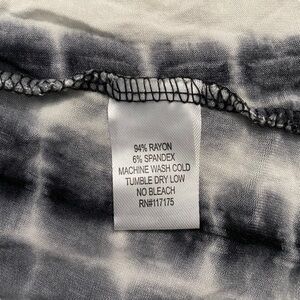 94% RAYON
6% SPANDEX
MACHINE WASH COLD
TUMBLE DRY LOW
NO BLEACH
RN#117175